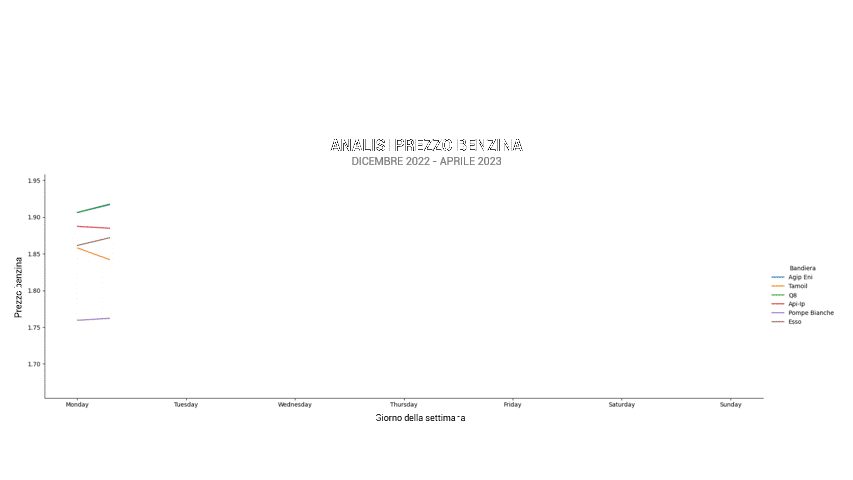 ANALISI PREZZO BENZINA
DICEMBRE 2022 - APRILE 2023
1.95
1.90
1.85
1.80
1.75
1.70
Prezzo benzina
Monday Tuesday Wednesday Thursday Friday Saturday Sunday
Giorno della settimana
Bandiera
Agip Eni
Tamoil
Q8
Api-Ip
Pompe Bianche
Esso